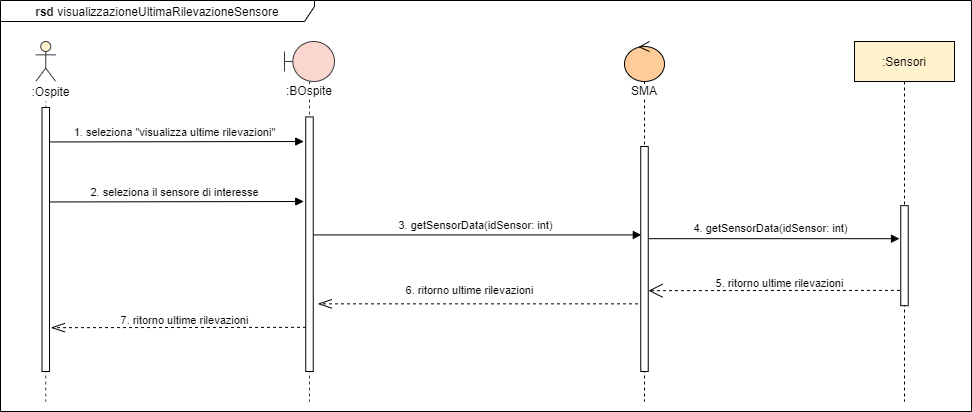 rsd visualizzazioneUltimaRilevazioneSensore
:Ospite
:BOspite
SMA
:Sensori
1. seleziona "visualizza ultime rilevazioni"
2. seleziona il sensore di interesse
3. getSensorData(idSensor: int)
4. getSensorData(idSensor: int)
5. ritorno ultime rilevazioni
6. ritorno ultime rilevazioni
7. ritorno ultime rilevazioni